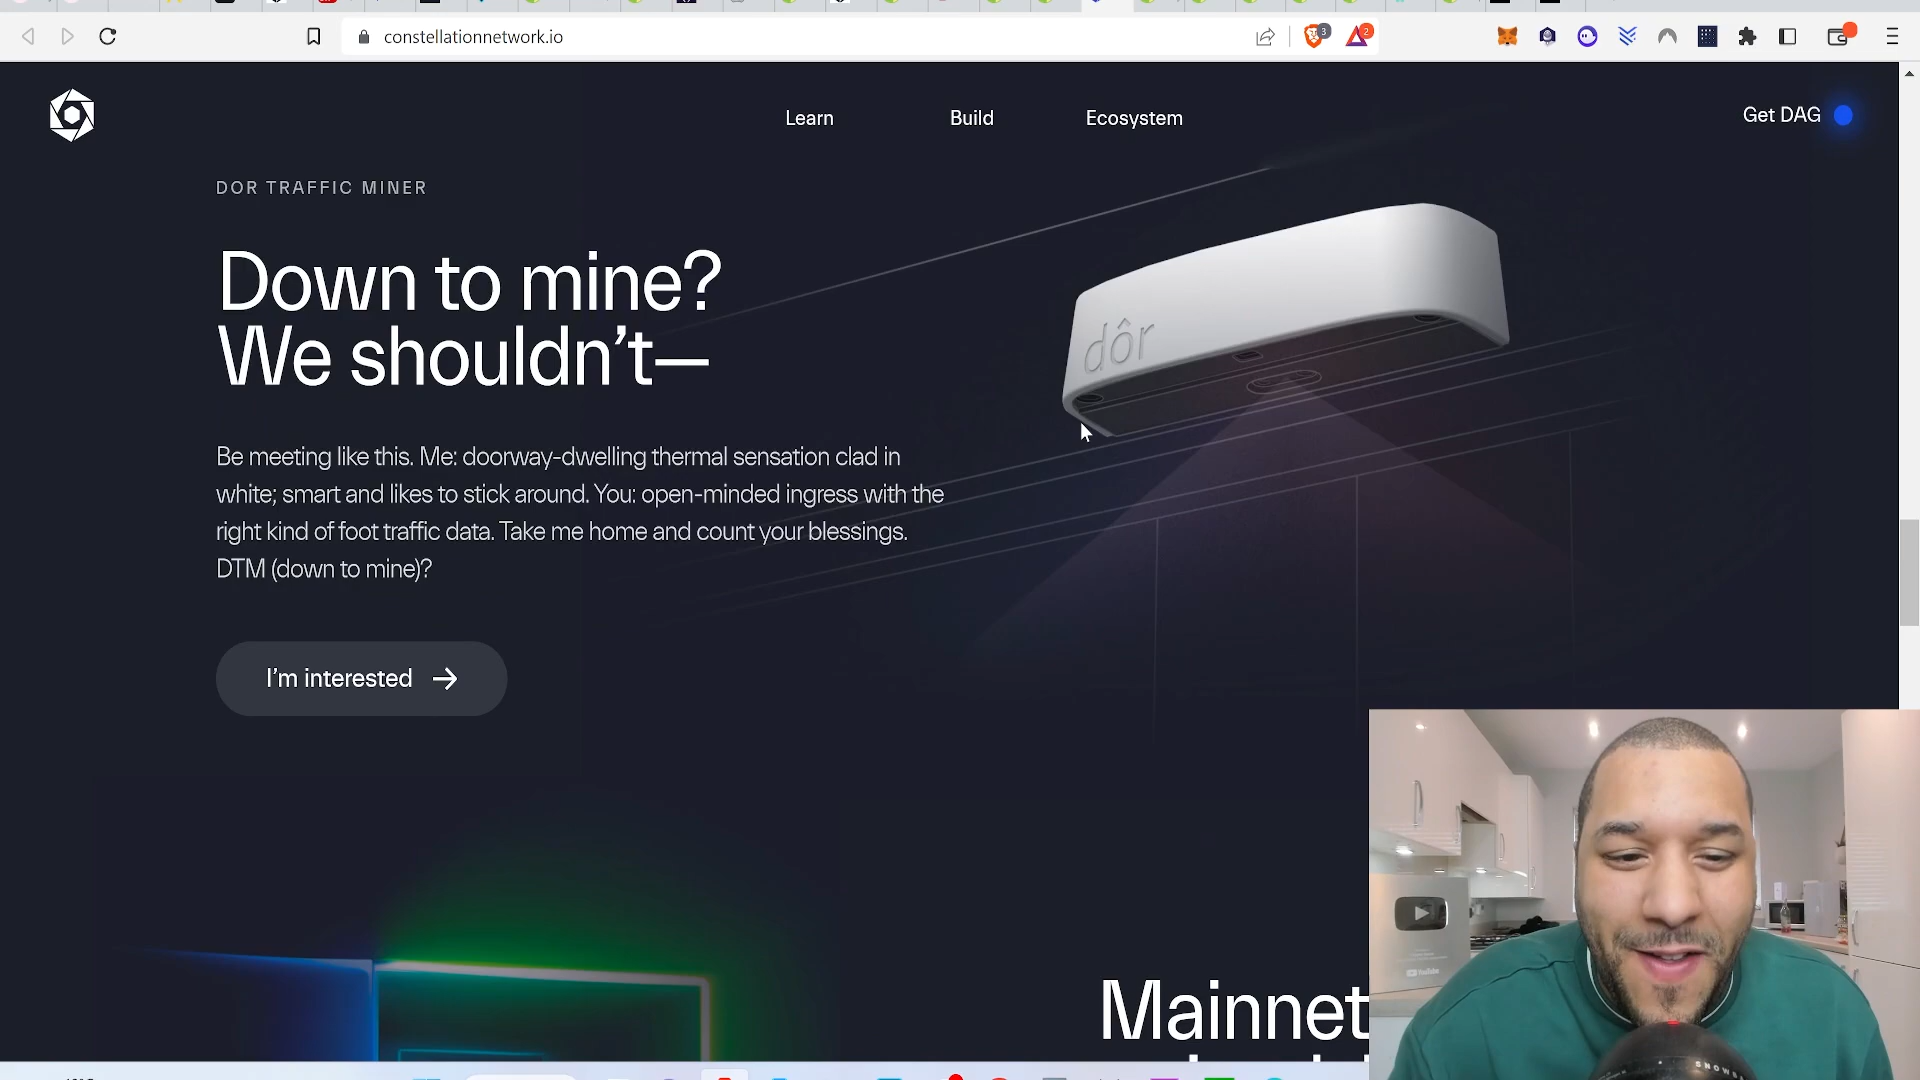 constellationnetwork.io
3
2
Learn
Build
Ecosystem
Get DAG
DOR TRAFFIC MINER
Down to mine?
We shouldn't—
dôr
Be meeting like this. Me: doorway-dwelling thermal sensation clad in
white; smart and likes to stick around. You: open-minded ingress with the
right kind of foot traffic data. Take me home and count your blessings.
DTM (down to mine)?
I'm interested
YouTube
Mainnet